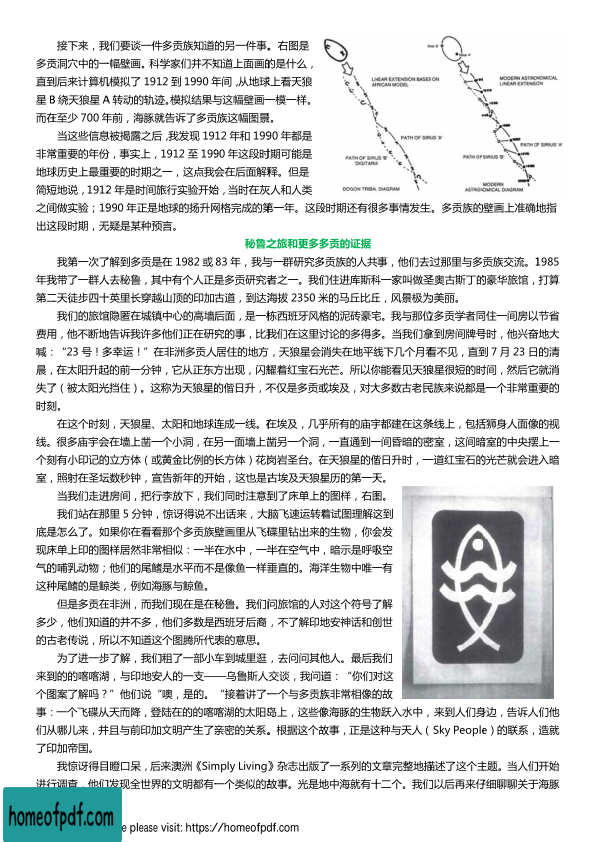 接下来，我们要谈一件多贡族知道的另一件事。右图是
多贡洞穴中的一幅壁画。科学家们并不知道上面画的是什么，
直到后来计算机模拟了 1912 到 1990 年间，从地球上看天狼
星 B 绕天狼星 A 转动的轨迹。模拟结果与这幅壁画一模一样。
而在至少 700 年前，海豚就告诉了多贡族这幅图景。
当这些信息被揭露之后，我发现 1912 年和 1990 年都是
非常重要的年份，事实上，1912 至 1990 年这段时期可能是
地球历史上最重要的时期之一，这点我会在后面解释。但是
简短地说，1912 年是时间旅行实验开始，当时在灰人和人类
之间做实验；1990 年正是地球的扬升网格完成的第一年。这段时期还有很多事情发生。多贡族的壁画上准确地指
出这段时期，无疑是某种预言。
LINEAR EXTENSION BASED ON
AFRICAN MODEL
PATH OF SIRIUS 'A'
PATH OF SIRIUS 'B'
'DIGITARIA'
DOGON TRIBAL DIAGRAM
MODERN ASTRONOMICAL
LINEAR EXTENSION
PATH OF SIRIUS 'A'
PATH OF SIRIUS 'B'
MODERN
ASTRONOMICAL DIAGRAM
秘鲁之旅和更多多贡的证据
我第一次了解到多贡是在 1982 或 83 年，我与一群研究多贡族的人共事，他们去过那里与多贡族交流。1985
年我带了一群人去秘鲁，其中有个人正是多贡研究者之一。我们住进库斯科一家叫做圣奥古斯丁的豪华旅馆，打算
第二天徒步四十英里长穿越山顶的印加古道，到达海拔 2350 米的马丘比丘，风景极为美丽。
我们的旅馆隐匿在城镇中心的高墙后面，是一栋西班牙风格的泥砖豪宅。我与那位多贡学者同住一间房以节省
费用，他不断地告诉我许多他们正在研究的事，比我们在这里讨论的多得多。当我们拿到房间牌号时，他兴奋地大
喊：“23 号！多幸运！”在非洲多贡人居住的地方，天狼星会消失在地平线下几个月看不见，直到 7 月 23 日的清
晨，在太阳升起的前一分钟，它从正东方出现，闪耀着红宝石光芒。所以你能看见天狼星很短的时间，然后它就消
失了（被太阳光挡住）。这称为天狼星的偕日升，不仅是多贡或埃及，对大多数古老民族来说都是一个非常重要的
时刻。
在这个时刻，天狼星、太阳和地球连成一线。在埃及，几乎所有的庙宇都建在这条线上，包括狮身人面像的视
线。很多庙宇会在墙上凿一个小洞，在另一面墙上凿另一个洞，一直通到一间昏暗的密室，这间暗室的中央摆上一
个刻有小印记的立方体（或黄金比例的长方体）花岗岩圣台。在天狼星的偕日升时，一道红宝石的光芒就会进入暗
室，照射在圣坛数秒钟，宣告新年的开始，这也是古埃及天狼星历的第一天。
当我们走进房间，把行李放下，我们同时注意到了床单上的图样，右图。
我们站在那里 5 分钟，惊讶得说不出话来，大脑飞速运转着试图理解这到
底是怎么了。如果你在看看那个多贡族壁画里从飞碟里钻出来的生物，你会发
现床单上印的图样居然非常相似：一半在水中，一半在空气中，暗示是呼吸空
气的哺乳动物；他们的尾鳍是水平而不是像鱼一样垂直的。海洋生物中唯一有
这种尾鳍的是鲸类，例如海豚与鲸鱼。
但是多贡在非洲，而我们现在是在秘鲁。我们问旅馆的人对这个符号了解
多少，他们知道的并不多，他们多数是西班牙后裔，不了解印地安神话和创世
的古老传说，所以不知道这个图腾所代表的意思。
为了进一步了解，我们租了一部小车到城里逛，去问问其他人。最后我们
来到的的喀喀湖，与印地安人的一支——乌鲁斯人交谈，我问道：“你们对这
个图案了解吗？”他们说“噢，是的。“接着讲了一个与多贡族非常相像的故
事：一个飞碟从天而降，登陆在的的喀喀湖的太阳岛上，这些像海豚的生物跃入水中，来到人们身边，告诉人们他
们从哪儿来，并且与前印加文明产生了亲密的关系。根据这个故事，正是这种与天人（Sky People）的联系，造就
了印加帝国。
我惊讶得目瞪口呆，后来澳洲《Simply Living》杂志出版了一系列的文章完整地描述了这个主题。当人们开始
进行调查，他们发现全世界的文明都有一个类似的故事。光是地中海就有十二个。我们以后再来仔细聊聊关于海豚
homeofpdf.com
e please visit: https://homeofpdf.com